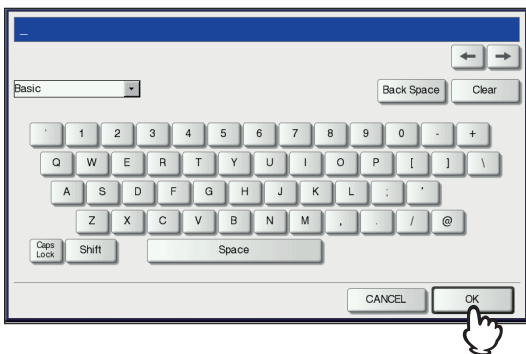 _
← →
Basic Back Space Clear
` 1 2 3 4 5 6 7 8 9 0 - +
Q W E R T Y U I O P [ ] \
A S D F G H J K L ; '
Z X C V B N M , . / @
Caps Lock Shift Space
CANCEL OK